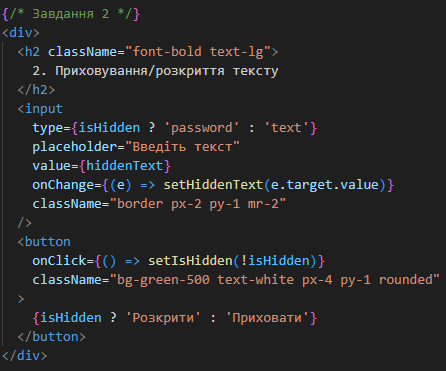 {/* Завдання 2 */}
<div>
<h2 className="font-bold text-lg">
2. Приховування/розкриття тексту
</h2>
<input
type={isHidden ? 'password' : 'text'}
placeholder="Введіть текст"
value={hiddenText}
onChange={(e) => setHiddenText(e.target.value)}
className="border px-2 py-1 mr-2"
/>
<button
onClick={() => setIsHidden(!isHidden)}
className="bg-green-500 text-white px-4 py-1 rounded"
>
{isHidden ? 'Розкрити' : 'Приховати'}
</button>
</div>